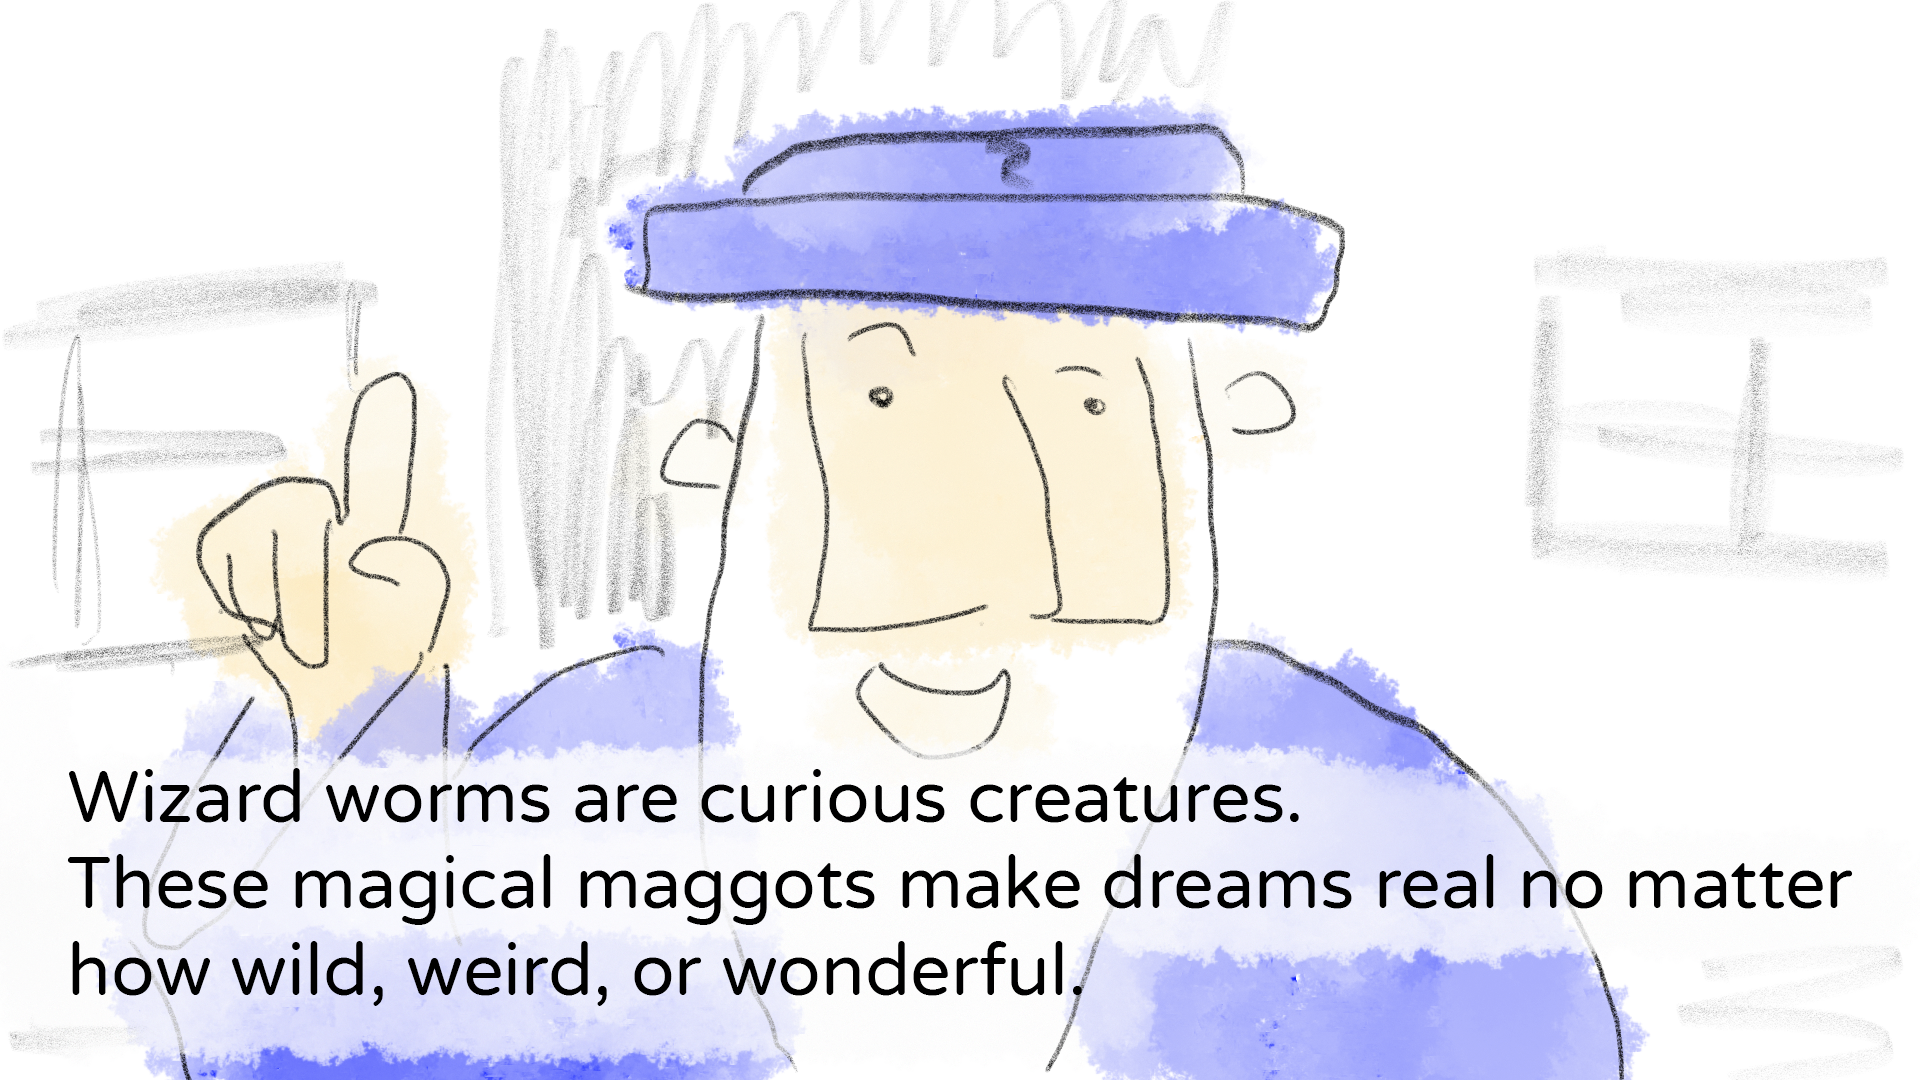 Wizard worms are curious creatures.
These magical maggots make dreams real no matter
how wild, weird, or wonderful.